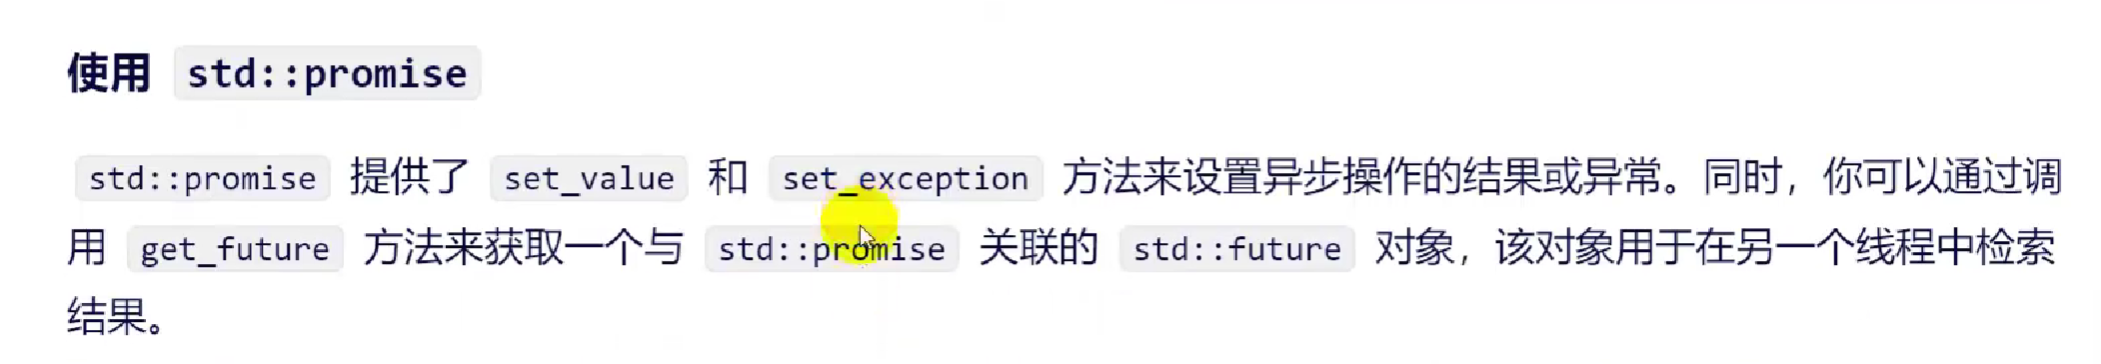 使用 std::promise
std::promise 提供了 set_value 和 set_exception 方法来设置异步操作的结果或异常。同时，你可以通过调
用 get_future 方法来获取一个与 std::promise 关联的 std::future 对象，该对象用于在另一个线程中检索
结果。